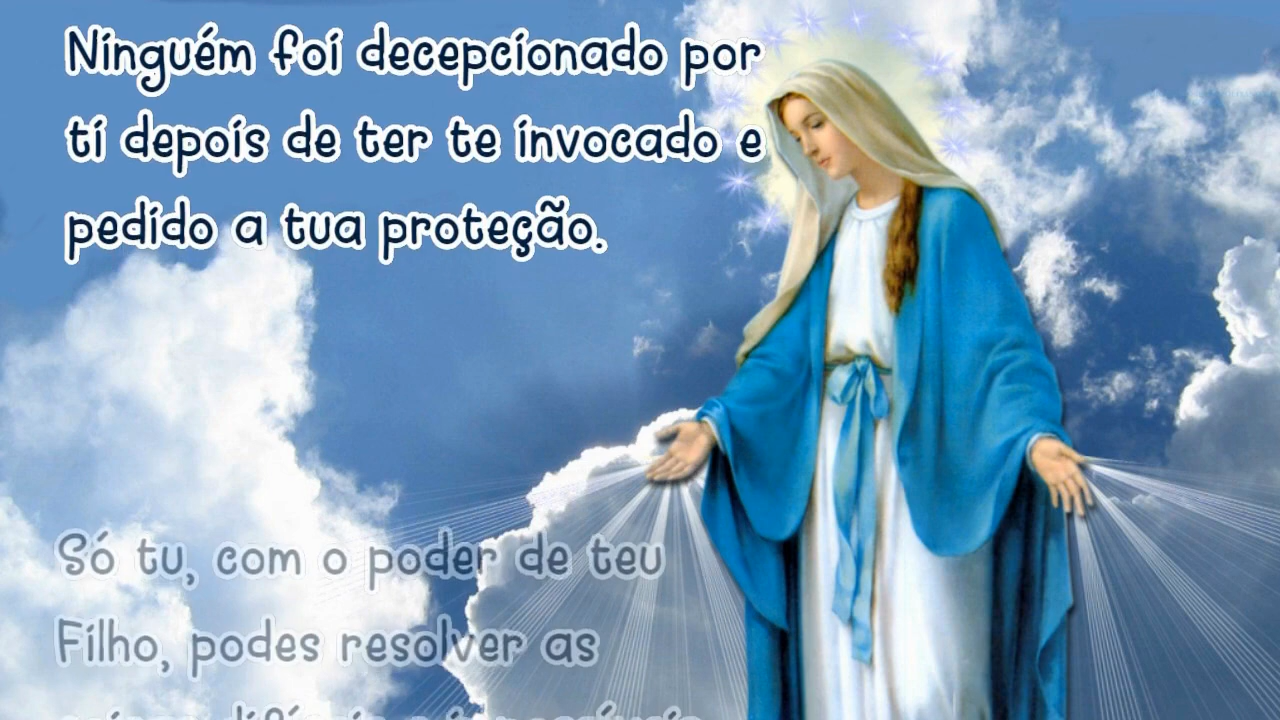 Ninguém foi decepcionado por
ti depois de ter te invocado e
pedido a tua proteção.
Só tu, com o poder de teu
Filho, podes resolver as